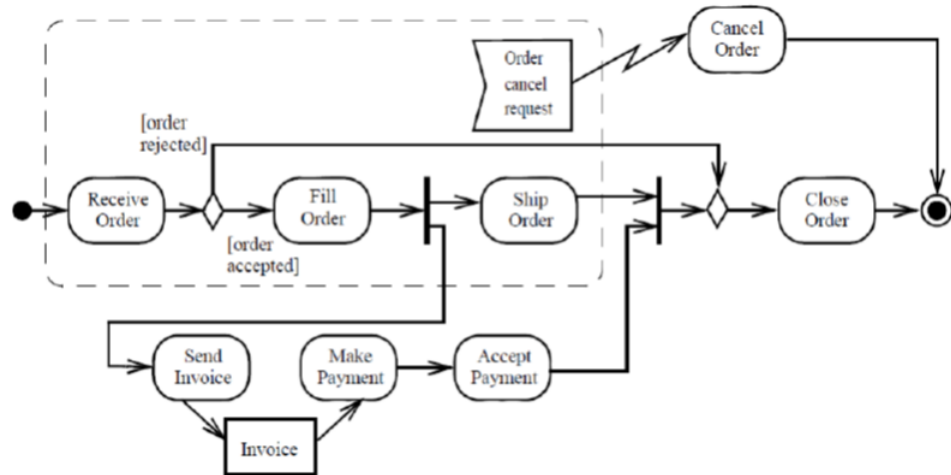 Cancel
Order
Order
cancel
request
[order
rejected]
Receive
Order
Fill
Order
Ship
Order
Close
Order
[order
accepted]
Send
Invoice
Make
Payment
Accept
Payment
Invoice